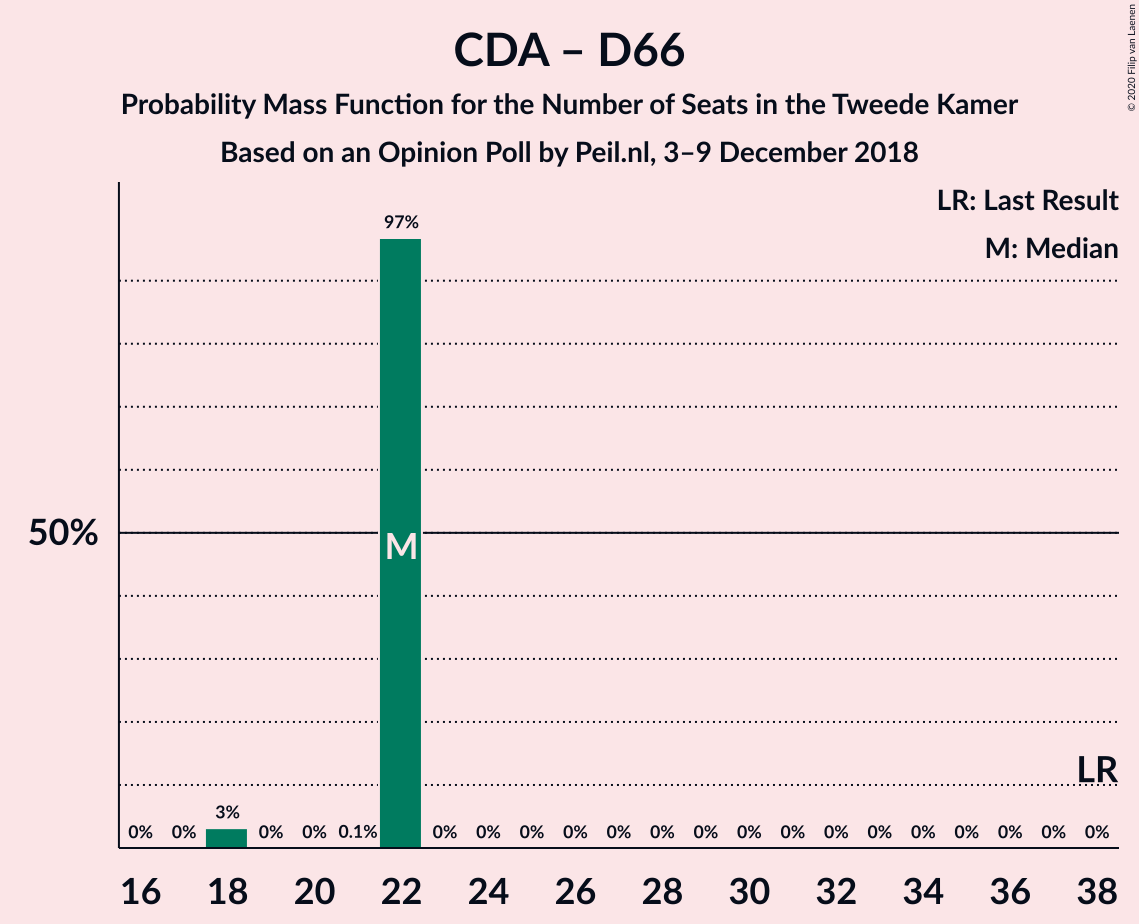 CDA – D66
Probability Mass Function for the Number of Seats in the Tweede Kamer
Based on an Opinion Poll by Peil.nl, 3–9 December 2018
© 2020 Filip van Laenen
LR: Last Result
M: Median
97%
50%
M
LR
3%
0% 0% 0% 0% 0.1% 0% 0% 0% 0% 0% 0% 0% 0% 0% 0% 0% 0% 0% 0% 0% 0%
16 18 20 22 24 26 28 30 32 34 36 38